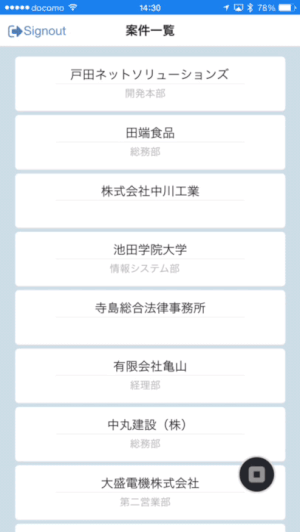 docomo 14:30 78%
Signout 案件一覧
戸田ネットソリューションズ
開発本部
田端食品
総務部
株式会社中川工業
池田学院大学
情報システム部
寺島総合法律事務所
有限会社亀山
経理部
中丸建設（株）
総務部
大盛電機株式会社
第二営業部